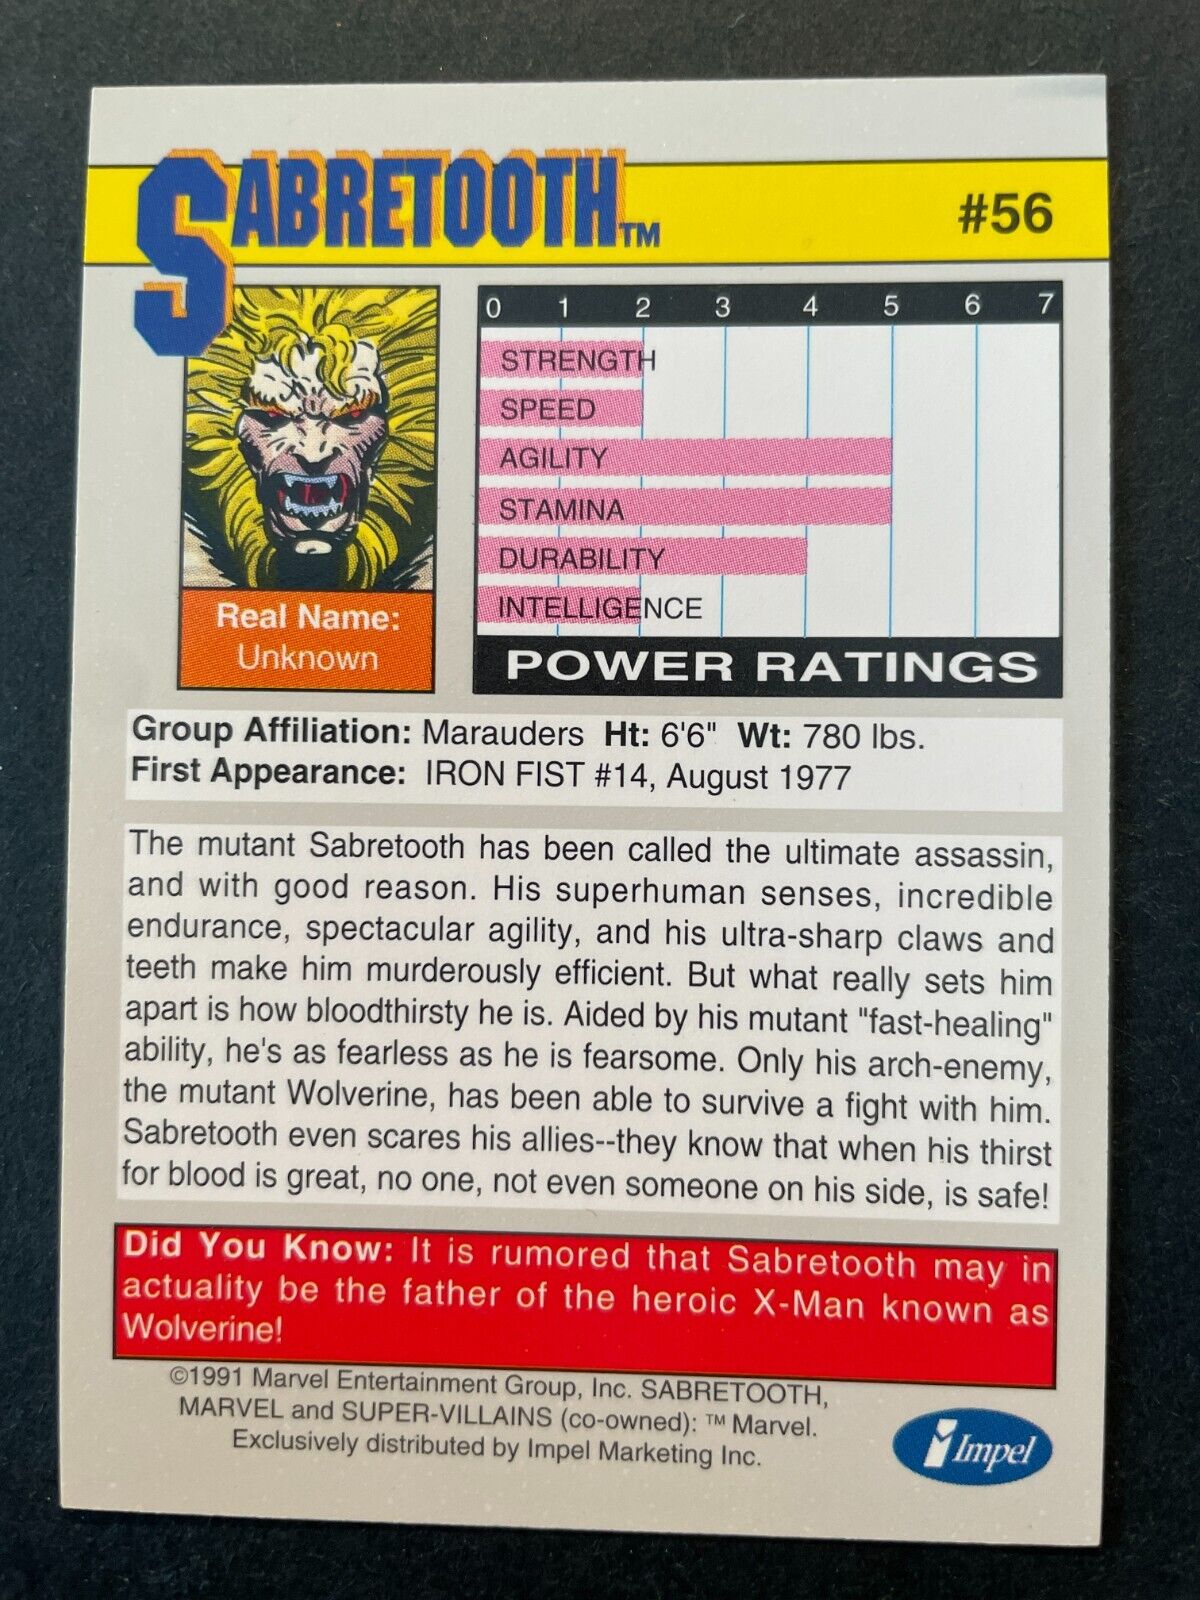 SABRETOOTH™
#56
0 1 2 3 4 5 6 7
STRENGTH
SPEED
AGILITY
STAMINA
DURABILITY
INTELLIGENCE
POWER RATINGS
Real Name:
Unknown
Group Affiliation: Marauders Ht: 6'6" Wt: 780 lbs.
First Appearance: IRON FIST #14, August 1977
The mutant Sabretooth has been called the ultimate assassin,
and with good reason. His superhuman senses, incredible
endurance, spectacular agility, and his ultra-sharp claws and
teeth make him murderously efficient. But what really sets him
apart is how bloodthirsty he is. Aided by his mutant "fast-healing"
ability, he's as fearless as he is fearsome. Only his arch-enemy,
the mutant Wolverine, has been able to survive a fight with him.
Sabretooth even scares his allies--they know that when his thirst
for blood is great, no one, not even someone on his side, is safe!
Did You Know: It is rumored that Sabretooth may in
actuality be the father of the heroic X-Man known as
Wolverine!
©1991 Marvel Entertainment Group, Inc. SABRETOOTH,
MARVEL and SUPER-VILLAINS (co-owned): ™ Marvel.
Exclusively distributed by Impel Marketing Inc.
Impel